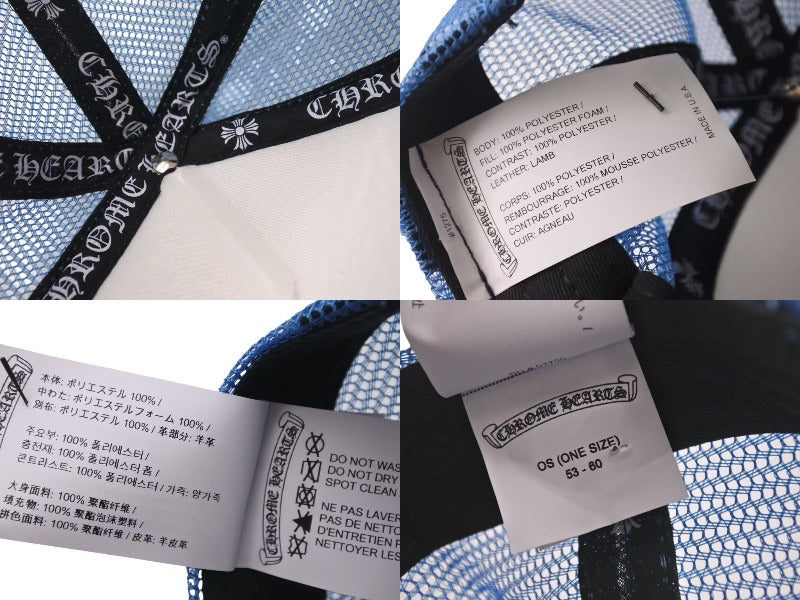 CHROME HEARTS®
CHRO
HEARTS
CHRO
HEARTS
BODY: 100% POLYESTER /
FILL: 100% POLYESTER FOAM /
CONTRAST: 100% POLYESTER /
LEATHER: LAMB
CORPS: 100% POLYESTER /
REMBOURRAGE: 100% MOUSSE POLYESTER /
CONTRASTE: POLYESTER /
CUIR: AGNEAU
MADE IN U.S.A
CHROME HEARTS
本体: ポリエステル 100% /
中わた: ポリエステルフォーム 100% /
別布: ポリエステル 100% / 革部分: 羊革
주요부: 100% 폴리에스터 /
충전재: 100% 폴리에스터 폼 /
콘트리스트: 100% 폴리에스터 / 가죽: 양가죽
大身面料: 100% 聚酯纤维 /
填充物: 100% 聚酯泡沫塑料 /
拼色面料: 100% 聚酯纤维 / 皮革: 羊皮革
CHROME HEARTS
DO NOT WAS
DO NOT DRY
SPOT CLEAN
NE PAS LAVER
PAS DE NETTO
D'ENTRETIEN R
NETTOYER LES
CHROME HEARTS
OS (ONE SIZE)
53 - 60